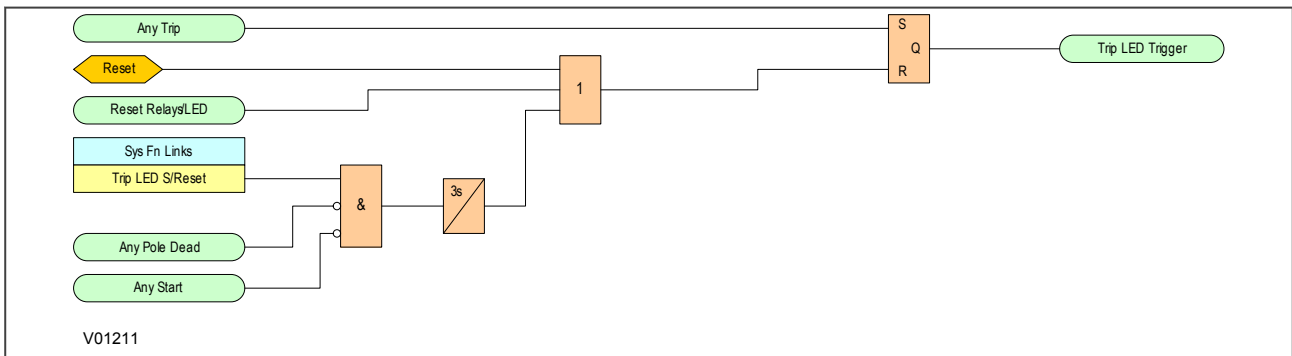 Any Trip
S
Q
R
Trip LED Trigger
Reset
1
Reset Relays/LED
Sys Fn Links
Trip LED S/Reset
&
3s
Any Pole Dead
Any Start
V01211